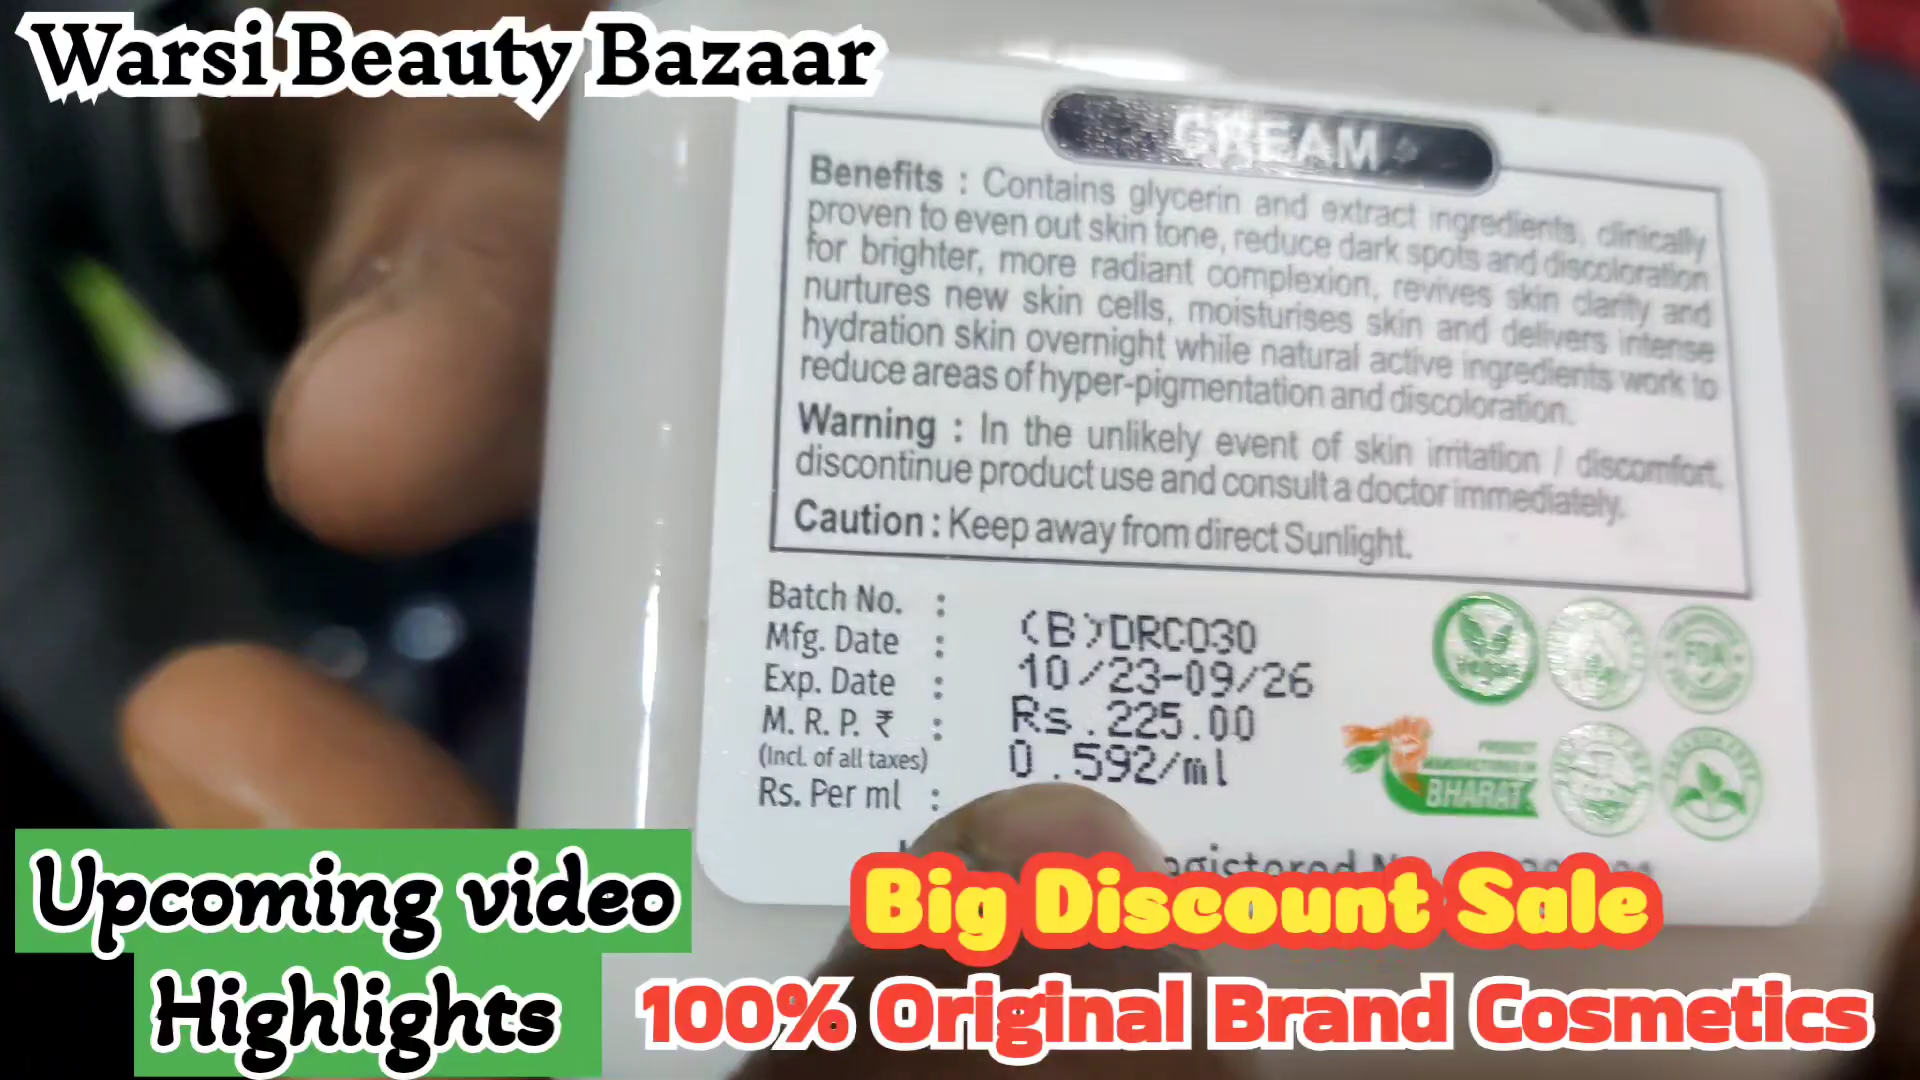 Warsi Beauty Bazaar
CREAM
Benefits : Contains glycerin and extract ingredients, clinically
proven to even out skin tone, reduce dark spots and discoloration
for brighter, more radiant complexion, revives skin clarity and
nurtures new skin cells, moisturises skin and delivers intense
hydration skin overnight while natural active ingredients work to
reduce areas of hyper-pigmentation and discoloration.
Warning : In the unlikely event of skin irritation / discomfort,
discontinue product use and consult a doctor immediately.
Caution : Keep away from direct Sunlight.
Batch No. : (B)DRC030
Mfg. Date : 10/23-09/26
Exp. Date :
M. R. P. ₹ : Rs.225.00
(Incl. of all taxes)
Rs. Per ml : 0.592/ml
FDA
PRODUCT
MANUFACTURED IN
BHARAT
Upcoming video
Highlights
Big Discount Sale
100% Original Brand Cosmetics